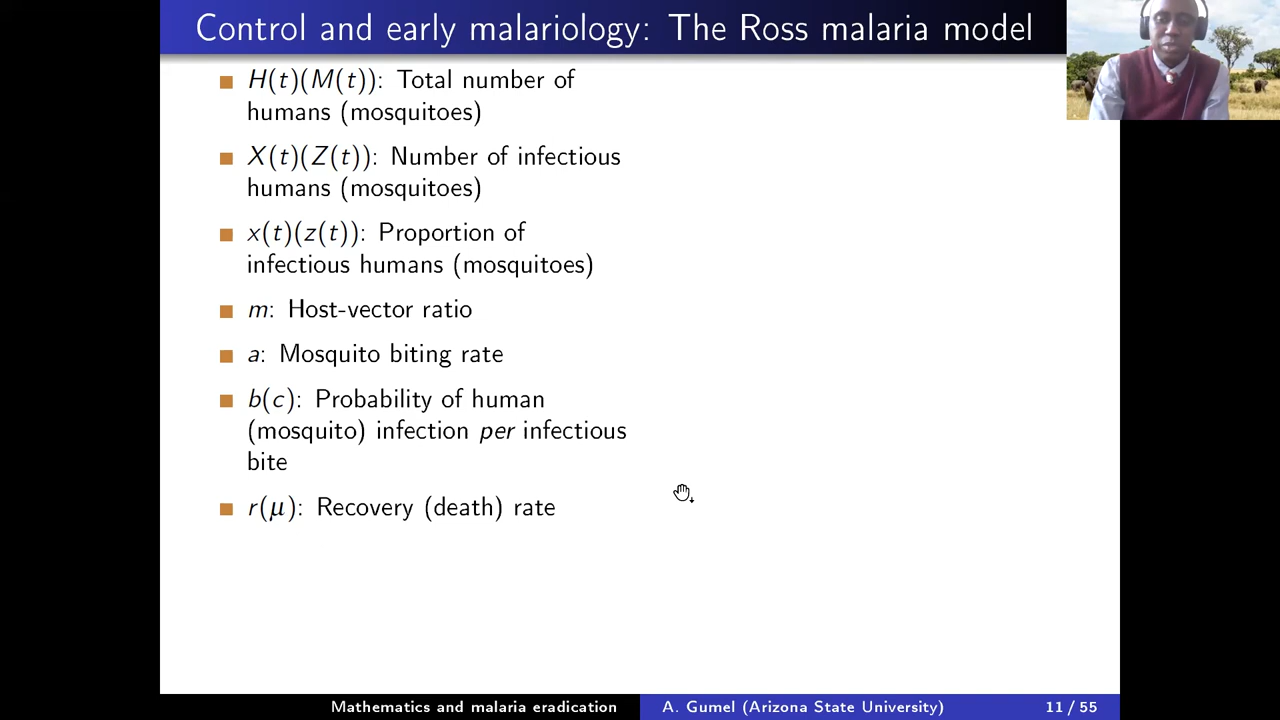 Control and early malariology: The Ross malaria model
H(t)(M(t)): Total number of
humans (mosquitoes)
X(t)(Z(t)): Number of infectious
humans (mosquitoes)
x(t)(z(t)): Proportion of
infectious humans (mosquitoes)
m: Host-vector ratio
a: Mosquito biting rate
b(c): Probability of human
(mosquito) infection per infectious
bite
r(μ): Recovery (death) rate
Mathematics and malaria eradication
A. Gumel (Arizona State University)
11 / 55